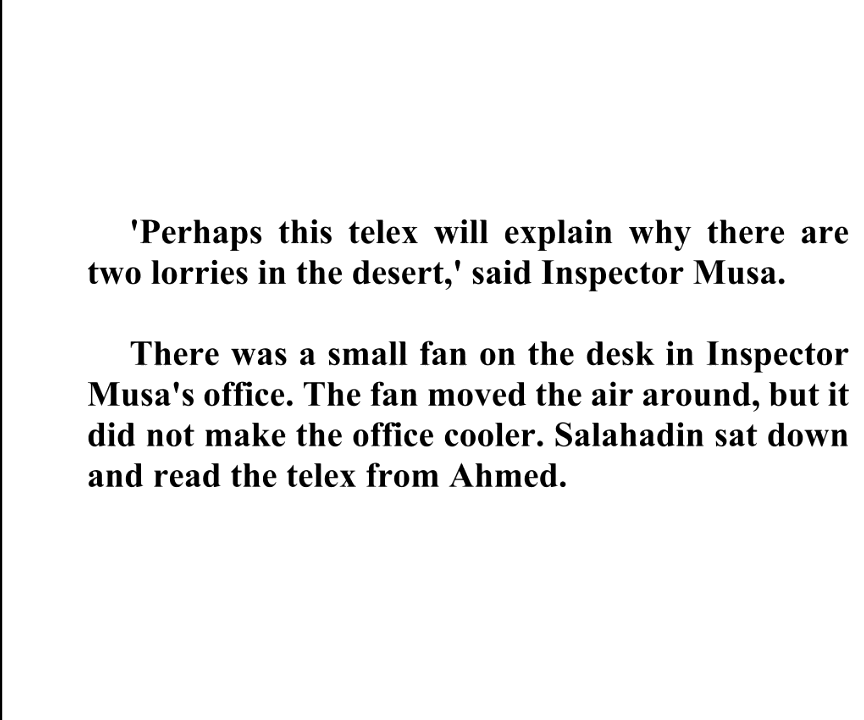 'Perhaps this telex will explain why there are
two lorries in the desert,' said Inspector Musa.
There was a small fan on the desk in Inspector
Musa's office. The fan moved the air around, but it
did not make the office cooler. Salahadin sat down
and read the telex from Ahmed.